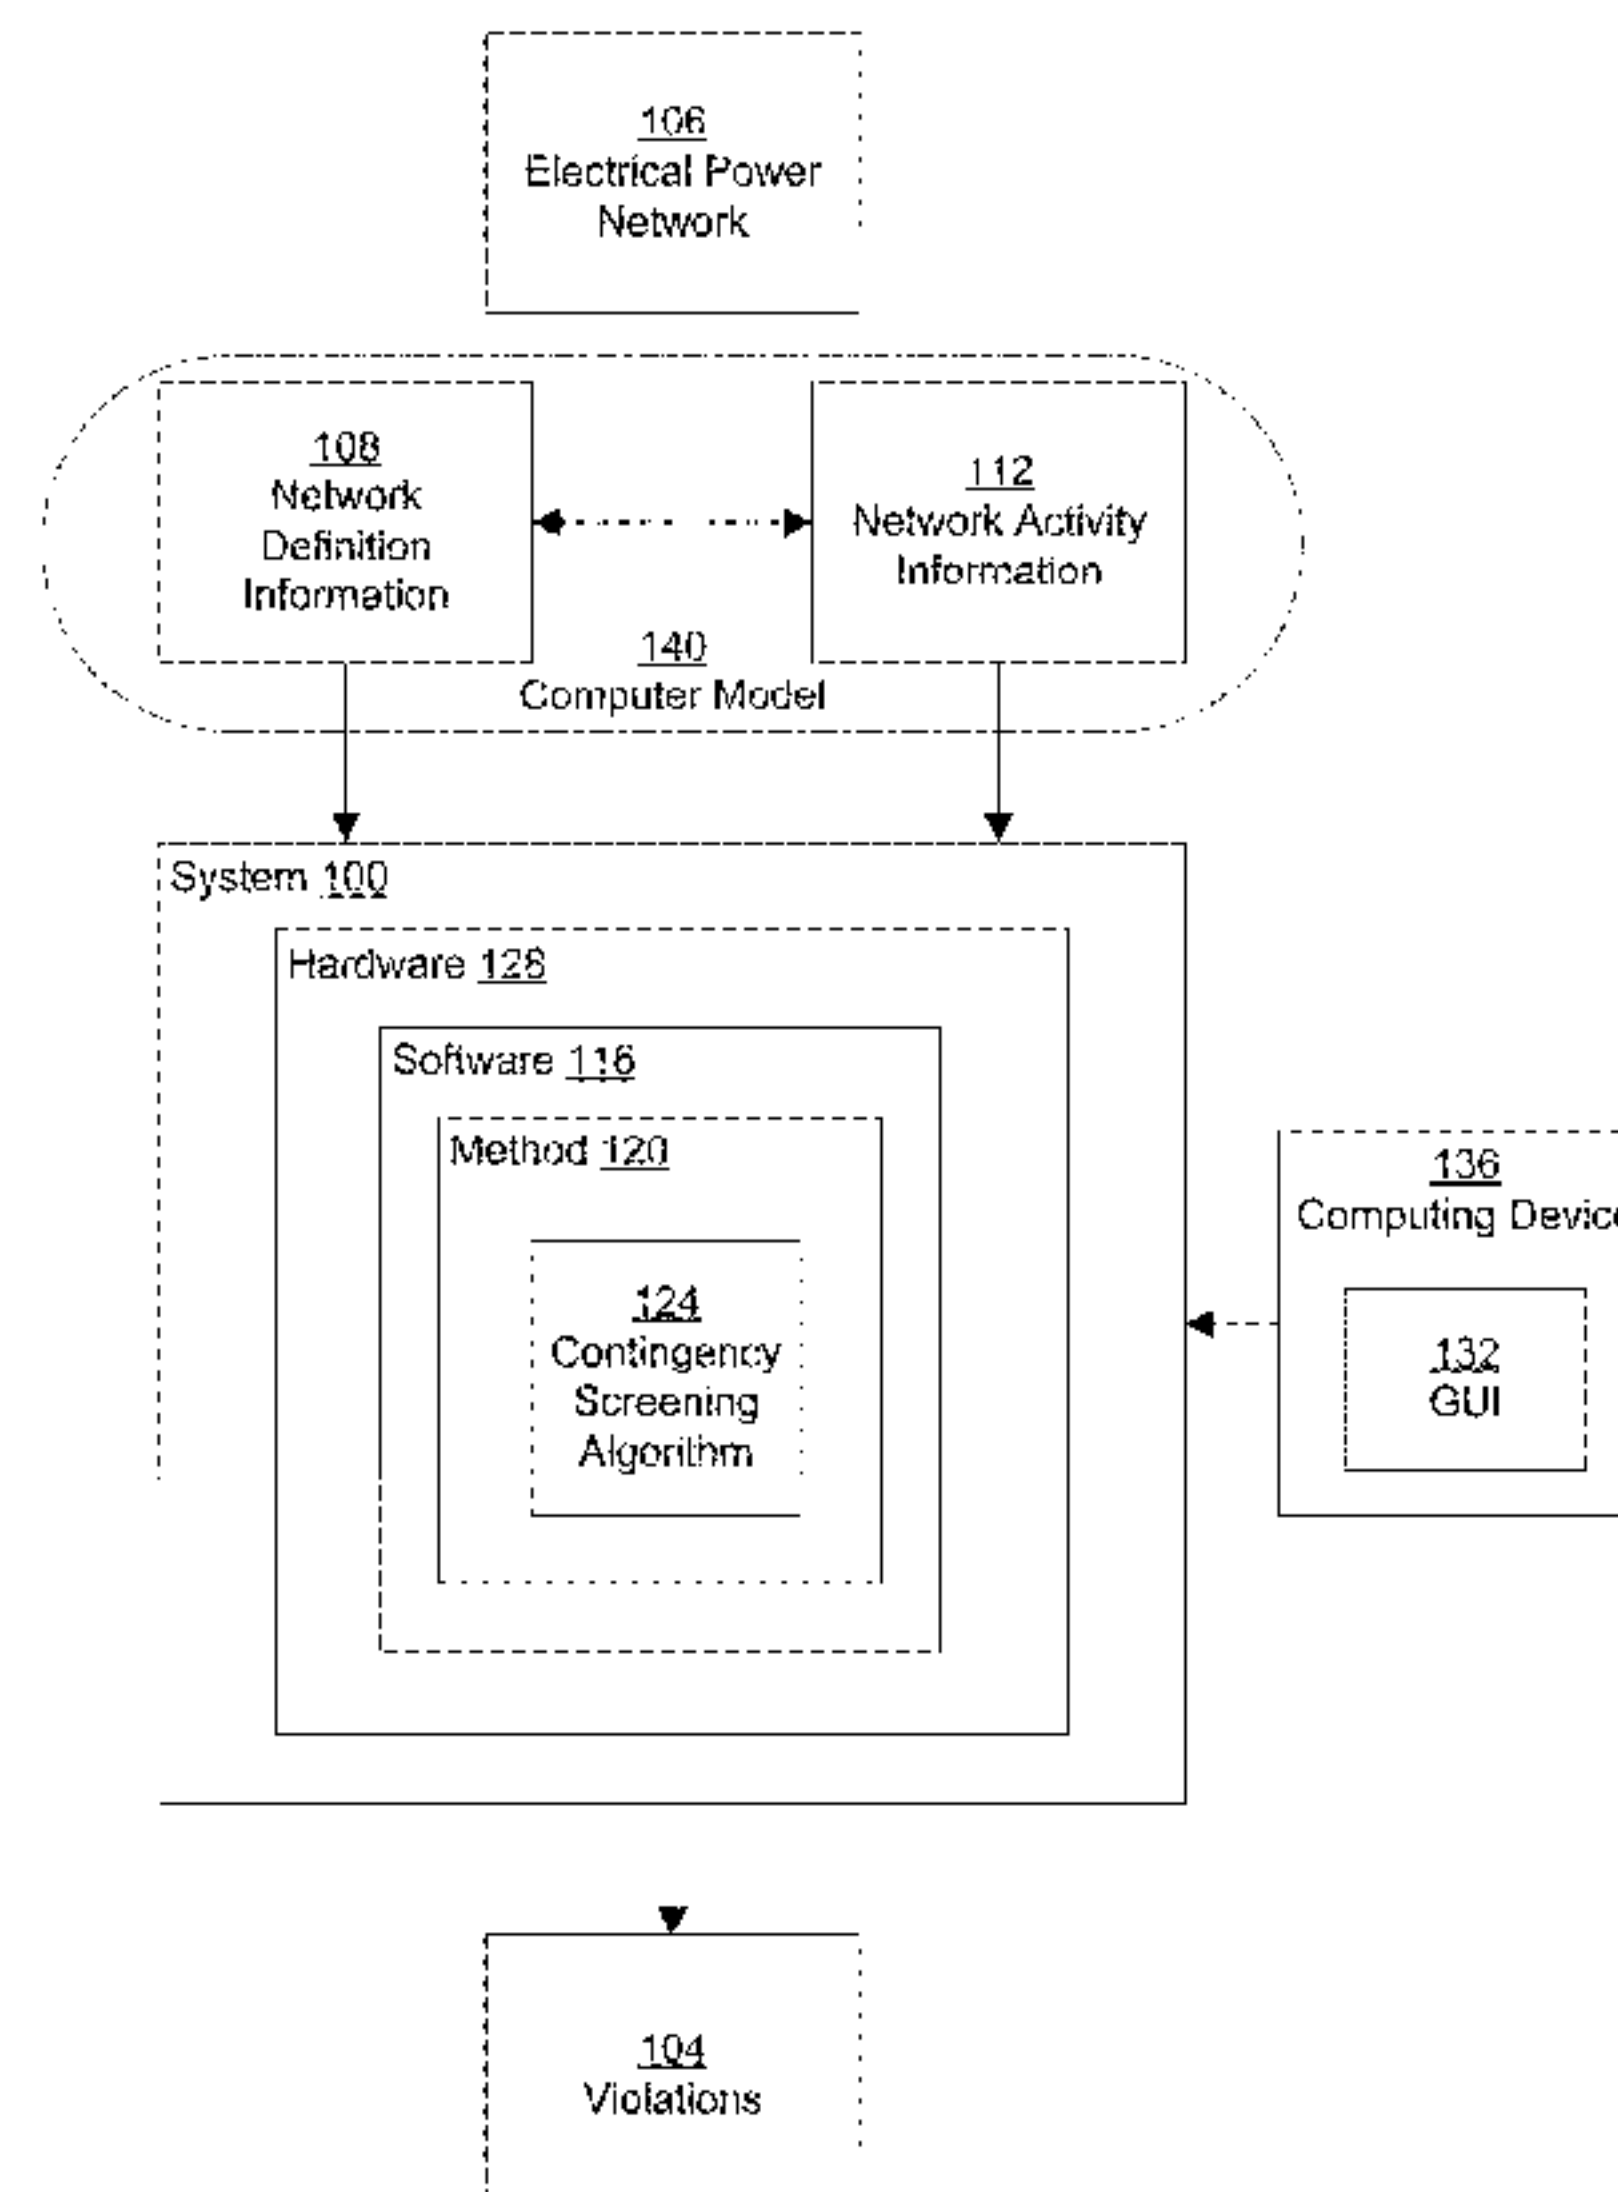 106
Electrical Power
Network
108
Network
Definition
Information
112
Network Activity
Information
140
Computer Model
System 100
Hardware 128
Software 116
Method 120
124
Contingency
Screening
Algorithm
136
Computing Device
132
GUI
104
Violations